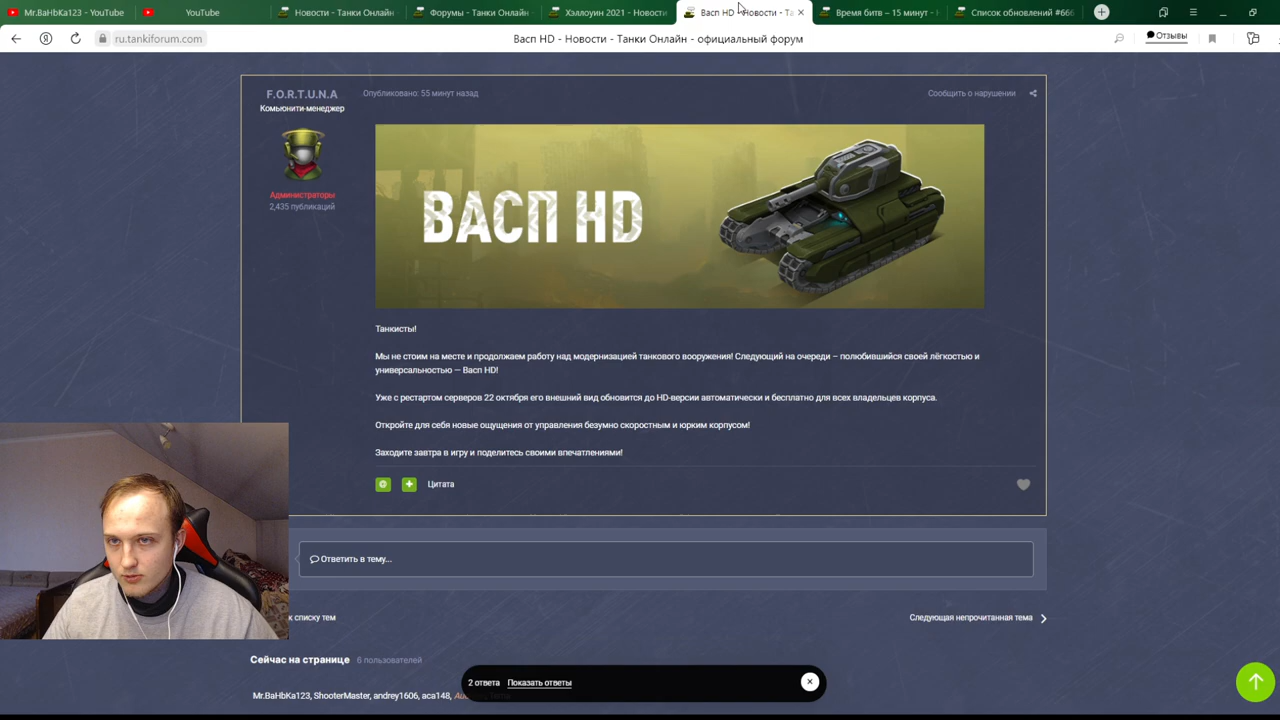 Mr.BaHbKa123 - YouTube
YouTube
Новости - Танки Онлайн
Форумы - Танки Онлайн
Хэллоуин 2021 - Новости
Васп HD - Новости - Та
Время битв – 15 минут -
Список обновлений #666
ru.tankiforum.com
Васп HD - Новости - Танки Онлайн - официальный форум
Отзывы
F.O.R.T.U.N.A
Опубликовано: 55 минут назад
Сообщить о нарушении
Комьюнити-менеджер
Администраторы
2,435 публикаций
ВАСП HD
Танкисты!
Мы не стоим на месте и продолжаем работу над модернизацией танкового вооружения! Следующий на очереди – полюбившийся своей лёгкостью и
универсальностью — Васп HD!
Уже с рестартом серверов 22 октября его внешний вид обновится до HD-версии автоматически и бесплатно для всех владельцев корпуса.
Откройте для себя новые ощущения от управления безумно скоростным и юрким корпусом!
Заходите завтра в игру и поделитесь своими впечатлениями!
Цитата
Ответить в тему...
к списку тем
Следующая непрочитанная тема
Сейчас на странице 6 пользователей
2 ответа Показать ответы
Mr.BaHbKa123, ShooterMaster, andrey1606, aca148,